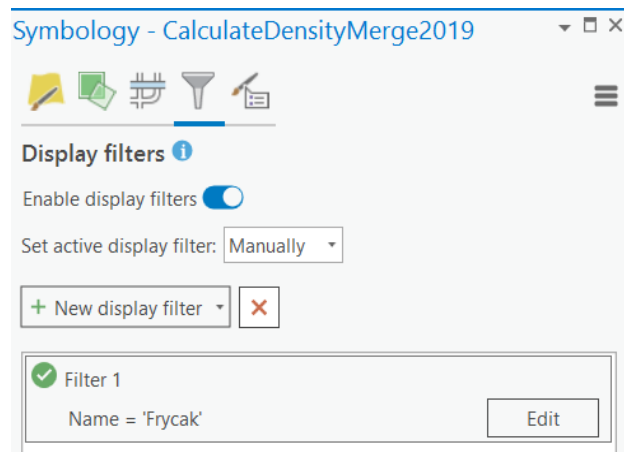 Symbology - CalculateDensityMerge2019
Display filters
Enable display filters
Set active display filter: Manually
+ New display filter
Filter 1
Name = 'Frycak'
Edit